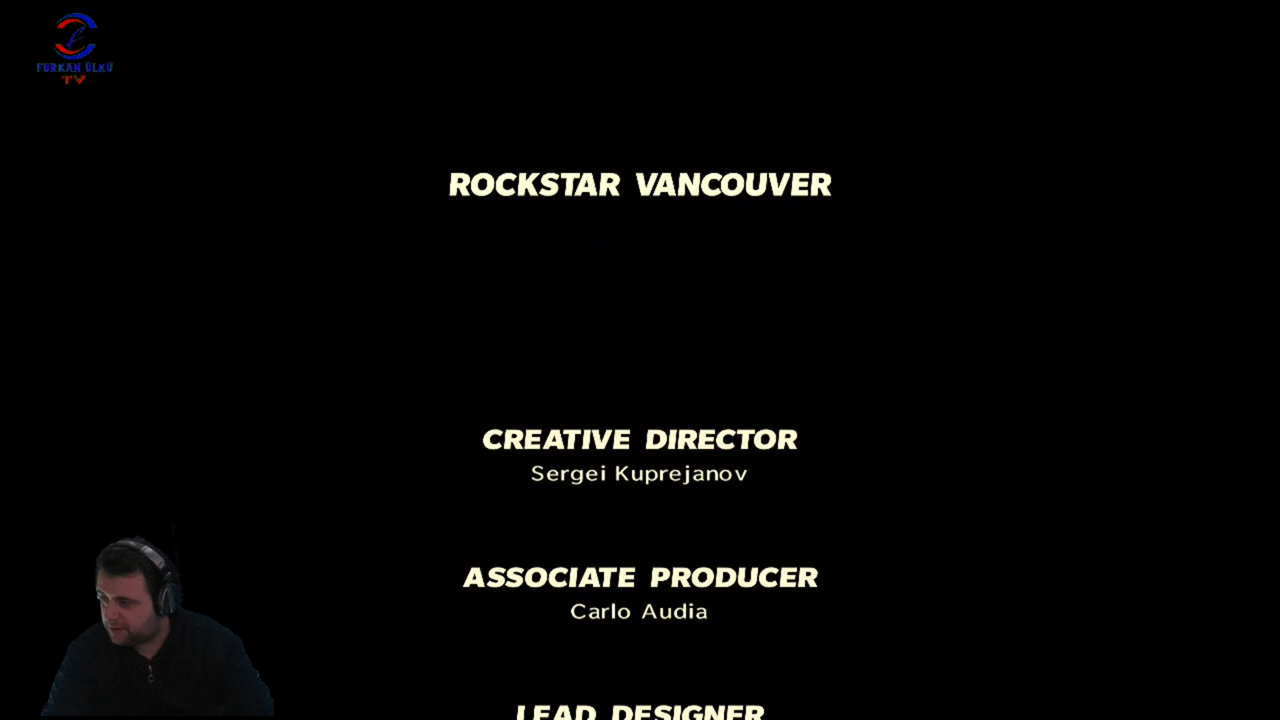 FURKAN ÜLKÜ
TV
ROCKSTAR VANCOUVER
CREATIVE DIRECTOR
Sergei Kuprejanov
ASSOCIATE PRODUCER
Carlo Audia
LEAD DESIGNER